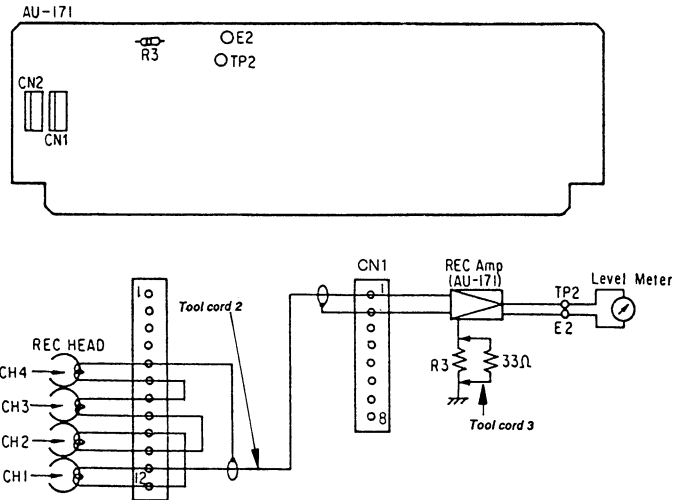 AU-171
R3
E2
TP2
CN2
CN1
CN1
REC Amp
(AU-171)
TP2
E2
Level Meter
1
8
R3
33Ω
Tool cord 3
Tool cord 2
1
12
REC HEAD
CH4
CH3
CH2
CH1